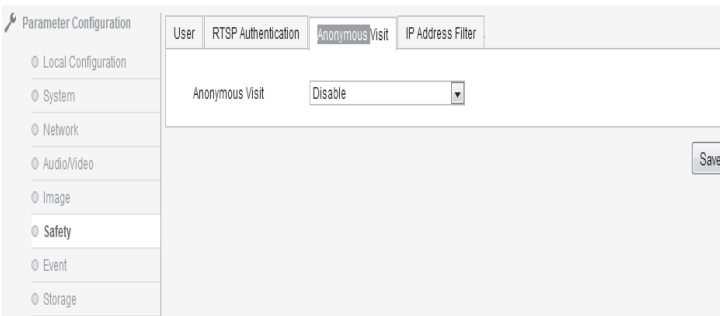 Parameter Configuration
User RTSP Authentication Anonymous Visit IP Address Filter
Local Configuration
System
Anonymous Visit Disable
Network
Audio/Video
Save
Image
Safety
Event
Storage